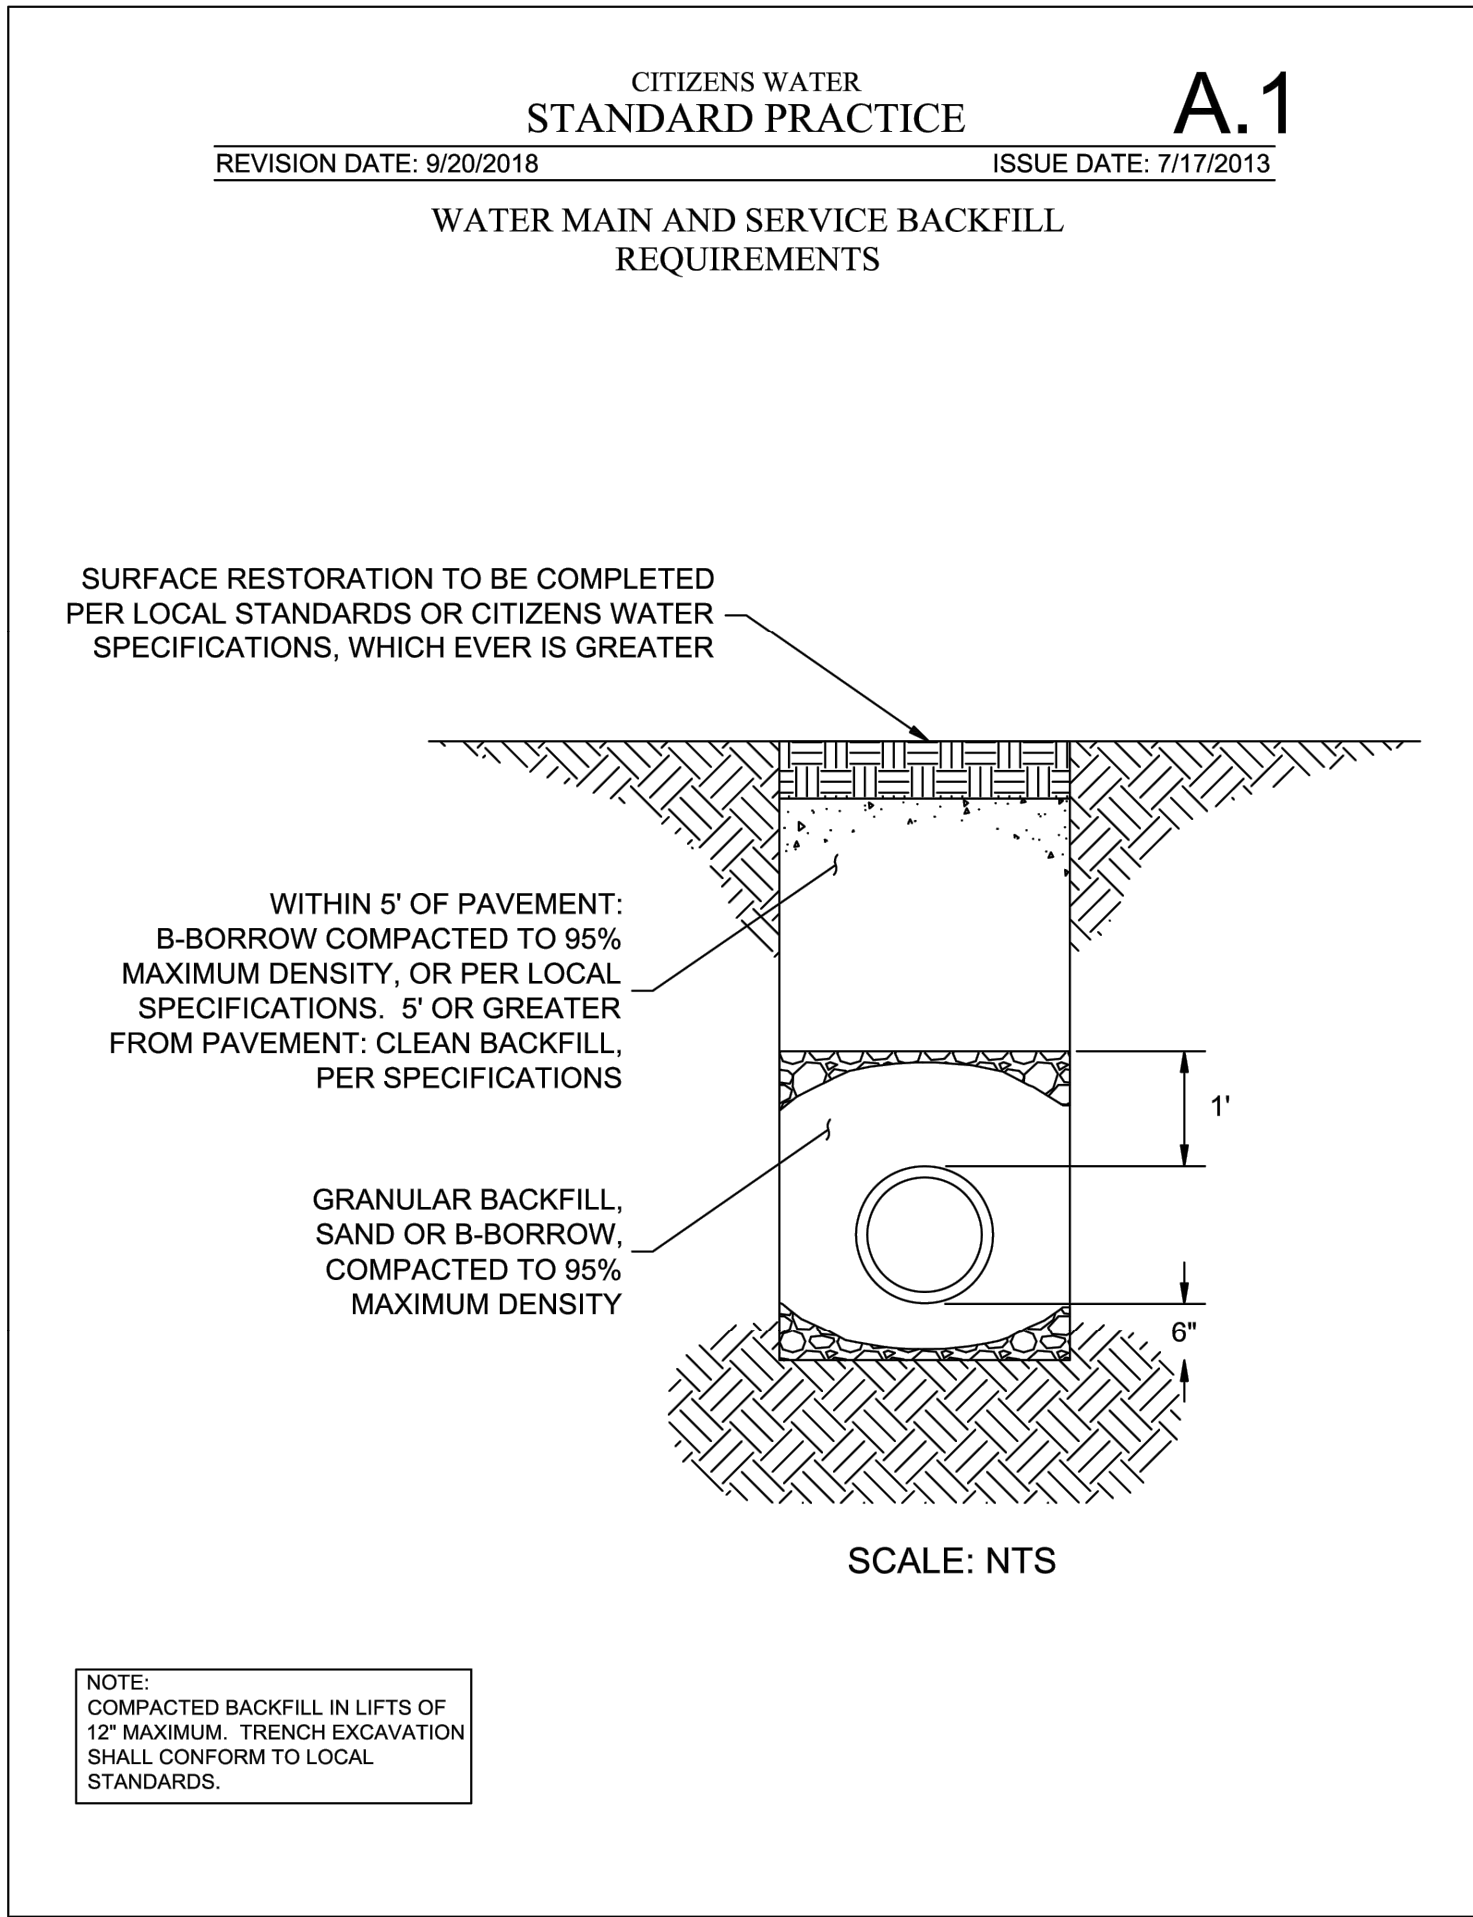 CITIZENS WATER
STANDARD PRACTICE
A.1
REVISION DATE: 9/20/2018
ISSUE DATE: 7/17/2013
WATER MAIN AND SERVICE BACKFILL
REQUIREMENTS
SURFACE RESTORATION TO BE COMPLETED
PER LOCAL STANDARDS OR CITIZENS WATER
SPECIFICATIONS, WHICH EVER IS GREATER
WITHIN 5' OF PAVEMENT:
B-BORROW COMPACTED TO 95%
MAXIMUM DENSITY, OR PER LOCAL
SPECIFICATIONS.  5' OR GREATER
FROM PAVEMENT: CLEAN BACKFILL,
PER SPECIFICATIONS
1'
GRANULAR BACKFILL,
SAND OR B-BORROW,
COMPACTED TO 95%
MAXIMUM DENSITY
6"
SCALE: NTS
NOTE:
COMPACTED BACKFILL IN LIFTS OF
12" MAXIMUM.  TRENCH EXCAVATION
SHALL CONFORM TO LOCAL
STANDARDS.